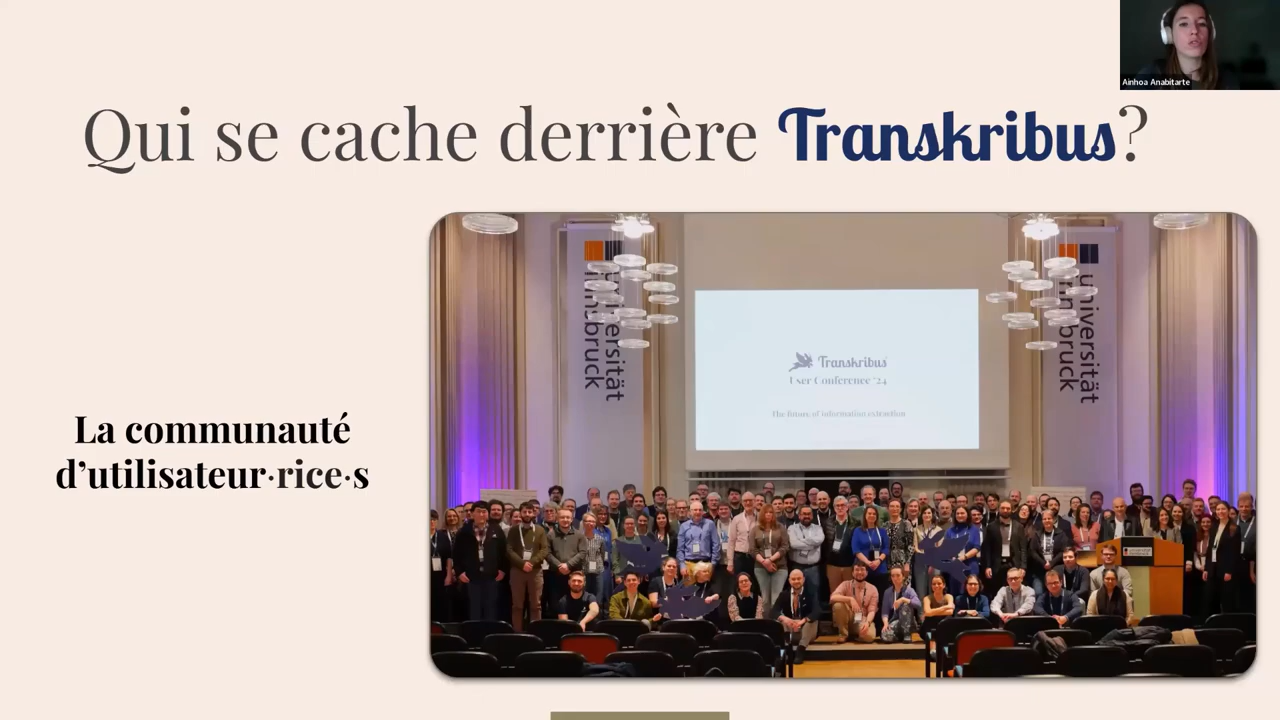 Ainhoa Anabitarte
Qui se cache derrière Transkribus?
La communauté
d'utilisateur·rice·s
universität
innsbruck
universität
innsbruck
Transkribus
User Conference '24
The future of information extraction